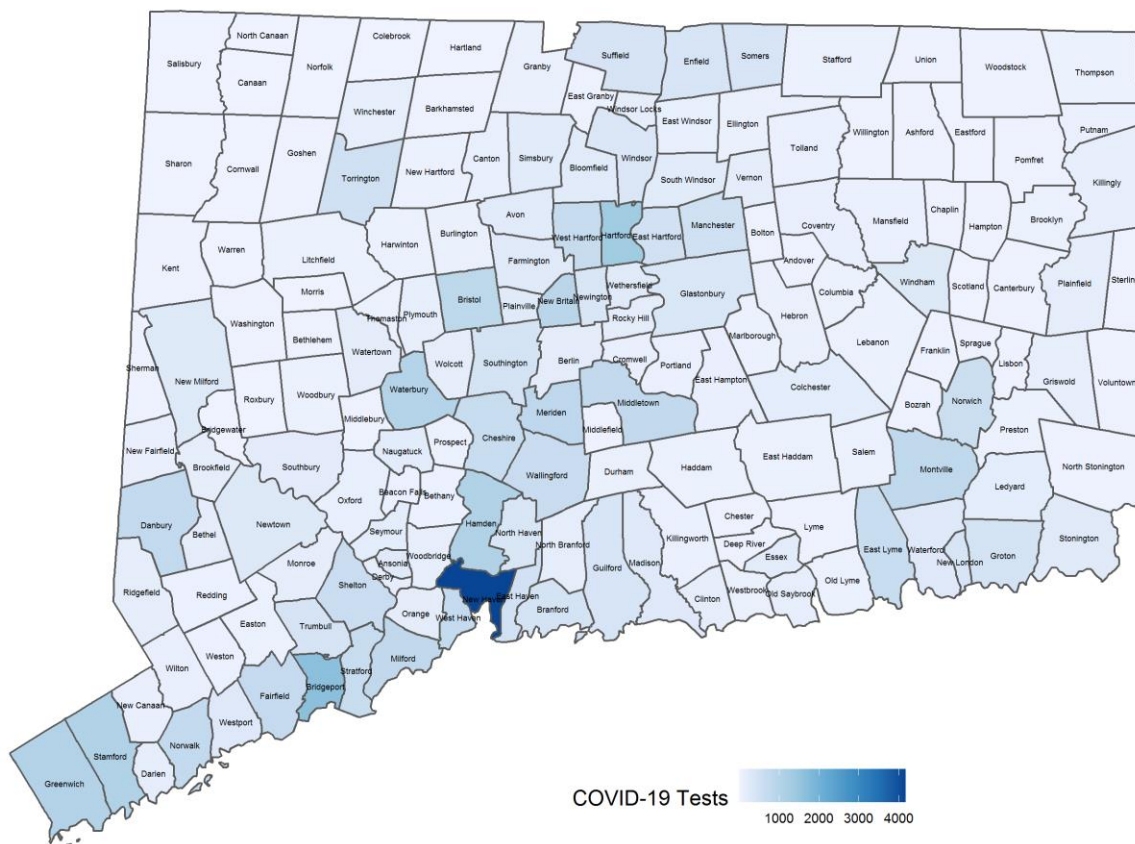 North Canaan
Colebrook
Hartland
Salisbury
Norfolk
Canaan
Granby
Suffield
Enfield
Somers
Stafford
Union
Woodstock
Thompson
Winchester
Barkhamsted
East Granby
Windsor Locks
East Windsor
Ellington
Willington
Ashford
Eastford
Putnam
Sharon
Cornwall
Goshen
Torrington
New Hartford
Canton
Simsbury
Bloomfield
Windsor
South Windsor
Vernon
Tolland
Pomfret
Killingly
Kent
Warren
Litchfield
Harwinton
Burlington
Avon
Farmington
West Hartford
Hartford
East Hartford
Manchester
Bolton
Coventry
Mansfield
Chaplin
Hampton
Brooklyn
Morris
Washington
Bethlehem
Thomaston
Plymouth
Bristol
Plainville
New Britain
Newington
Wethersfield
Rocky Hill
Glastonbury
Andover
Columbia
Hebron
Marlborough
Windham
Scotland
Canterbury
Plainfield
Sterlin
Sherman
New Milford
Roxbury
Woodbury
Watertown
Waterbury
Wolcott
Southington
Berlin
Cromwell
Portland
East Hampton
Lebanon
Colchester
Franklin
Sprague
Lisbon
Griswold
Voluntown
Bridgewater
Middlebury
Meriden
Middletown
Middlefield
Bozrah
Norwich
Preston
New Fairfield
Brookfield
Southbury
Naugatuck
Prospect
Cheshire
Wallingford
Durham
Haddam
East Haddam
Salem
Montville
North Stonington
Danbury
Bethel
Newtown
Oxford
Beacon Falls
Bethany
Hamden
North Haven
North Branford
Guilford
Madison
Killingworth
Chester
Deep River
Essex
Lyme
East Lyme
Waterford
New London
Ledyard
Groton
Stonington
Ridgefield
Redding
Monroe
Seymour
Ansonia
Derby
Woodbridge
Shelton
New Haven
East Haven
Branford
Clinton
Westbrook
Old Saybrook
Old Lyme
Orange
West Haven
Easton
Trumbull
Milford
Stratford
Bridgeport
Wilton
Weston
Fairfield
New Canaan
Westport
Norwalk
Darien
Stamford
Greenwich
COVID-19 Tests
1000 2000 3000 4000